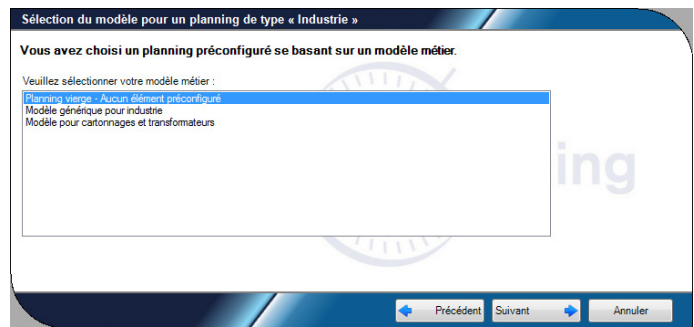 Sélection du modèle pour un planning de type « Industrie »
Vous avez choisi un planning préconfiguré se basant sur un modèle métier.
Veuillez sélectionner votre modèle métier :
Planning vierge - Aucun élément préconfiguré
Modèle générique pour industrie
Modèle pour cartonnages et transformateurs
ing
Précédent Suivant Annuler